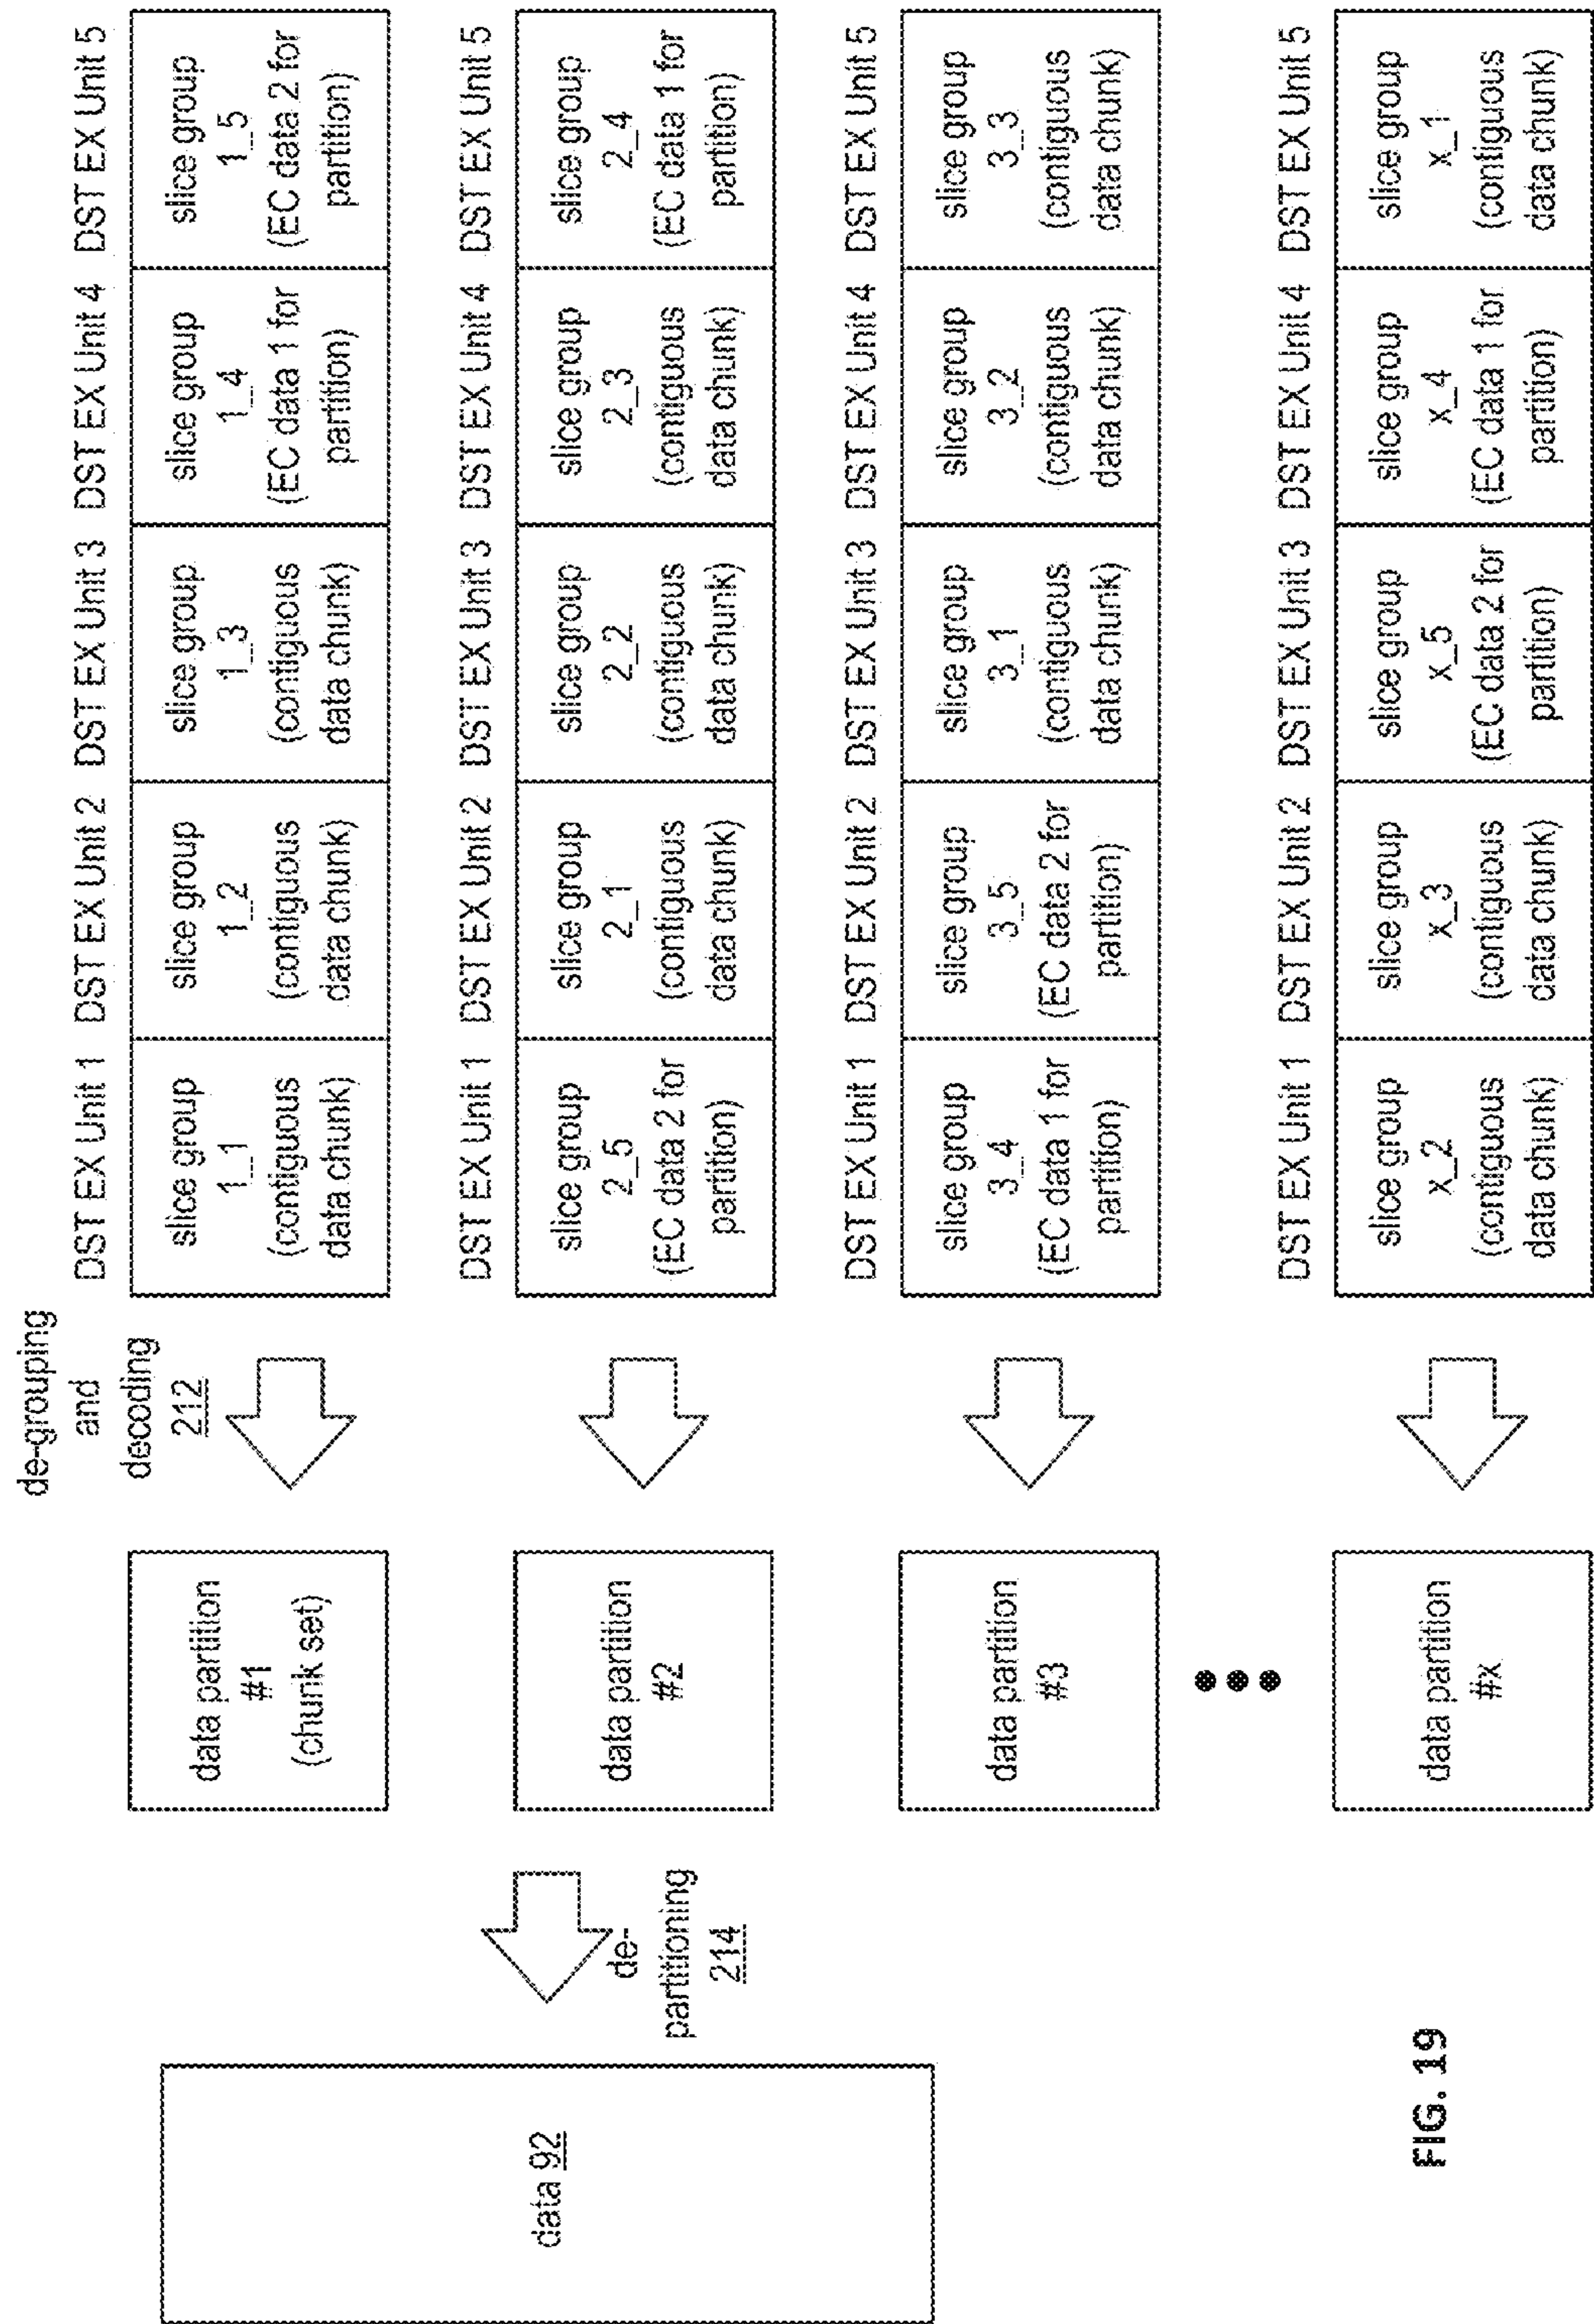 de-grouping
and
decoding
212
DST EX Unit 1 DST EX Unit 2 DST EX Unit 3 DST EX Unit 4 DST EX Unit 5
data partition
#1
(chunk set)
slice group
1_1
(contiguous
data chunk)
slice group
1_2
(contiguous
data chunk)
slice group
1_3
(contiguous
data chunk)
slice group
1_4
(EC data 1 for
partition)
slice group
1_5
(EC data 2 for
partition)
data 92
de-
partitioning
214
DST EX Unit 1 DST EX Unit 2 DST EX Unit 3 DST EX Unit 4 DST EX Unit 5
data partition
#2
slice group
2_5
(EC data 2 for
partition)
slice group
2_1
(contiguous
data chunk)
slice group
2_2
(contiguous
data chunk)
slice group
2_3
(contiguous
data chunk)
slice group
2_4
(EC data 1 for
partition)
DST EX Unit 1 DST EX Unit 2 DST EX Unit 3 DST EX Unit 4 DST EX Unit 5
data partition
#3
slice group
3_4
(EC data 1 for
partition)
slice group
3_5
(EC data 2 for
partition)
slice group
3_1
(contiguous
data chunk)
slice group
3_2
(contiguous
data chunk)
slice group
3_3
(contiguous
data chunk)
DST EX Unit 1 DST EX Unit 2 DST EX Unit 3 DST EX Unit 4 DST EX Unit 5
data partition
#x
slice group
x_2
(contiguous
data chunk)
slice group
x_3
(contiguous
data chunk)
slice group
x_5
(EC data 2 for
partition)
slice group
x_4
(EC data 1 for
partition)
slice group
x_1
(contiguous
data chunk)
FIG. 19